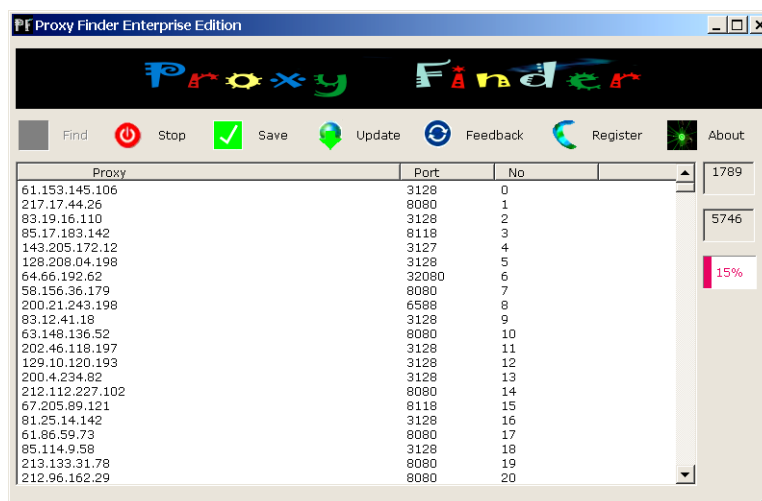 PF Proxy Finder Enterprise Edition
Proxy Finder
Find Stop Save Update Feedback Register About
Proxy Port No
1789
61.153.145.106 3128 0
217.17.44.26 8080 1
83.19.16.110 3128 2
5746
85.17.183.142 8118 3
143.205.172.12 3127 4
128.208.04.198 3128 5
64.66.192.62 32080 6
15%
58.156.36.179 8080 7
200.21.243.198 6588 8
83.12.41.18 3128 9
63.148.136.52 8080 10
202.46.118.197 3128 11
129.10.120.193 3128 12
200.4.234.82 3128 13
212.112.227.102 8080 14
67.205.89.121 8118 15
81.25.14.142 3128 16
61.86.59.73 8080 17
85.114.9.58 3128 18
213.133.31.78 8080 19
212.96.162.29 8080 20